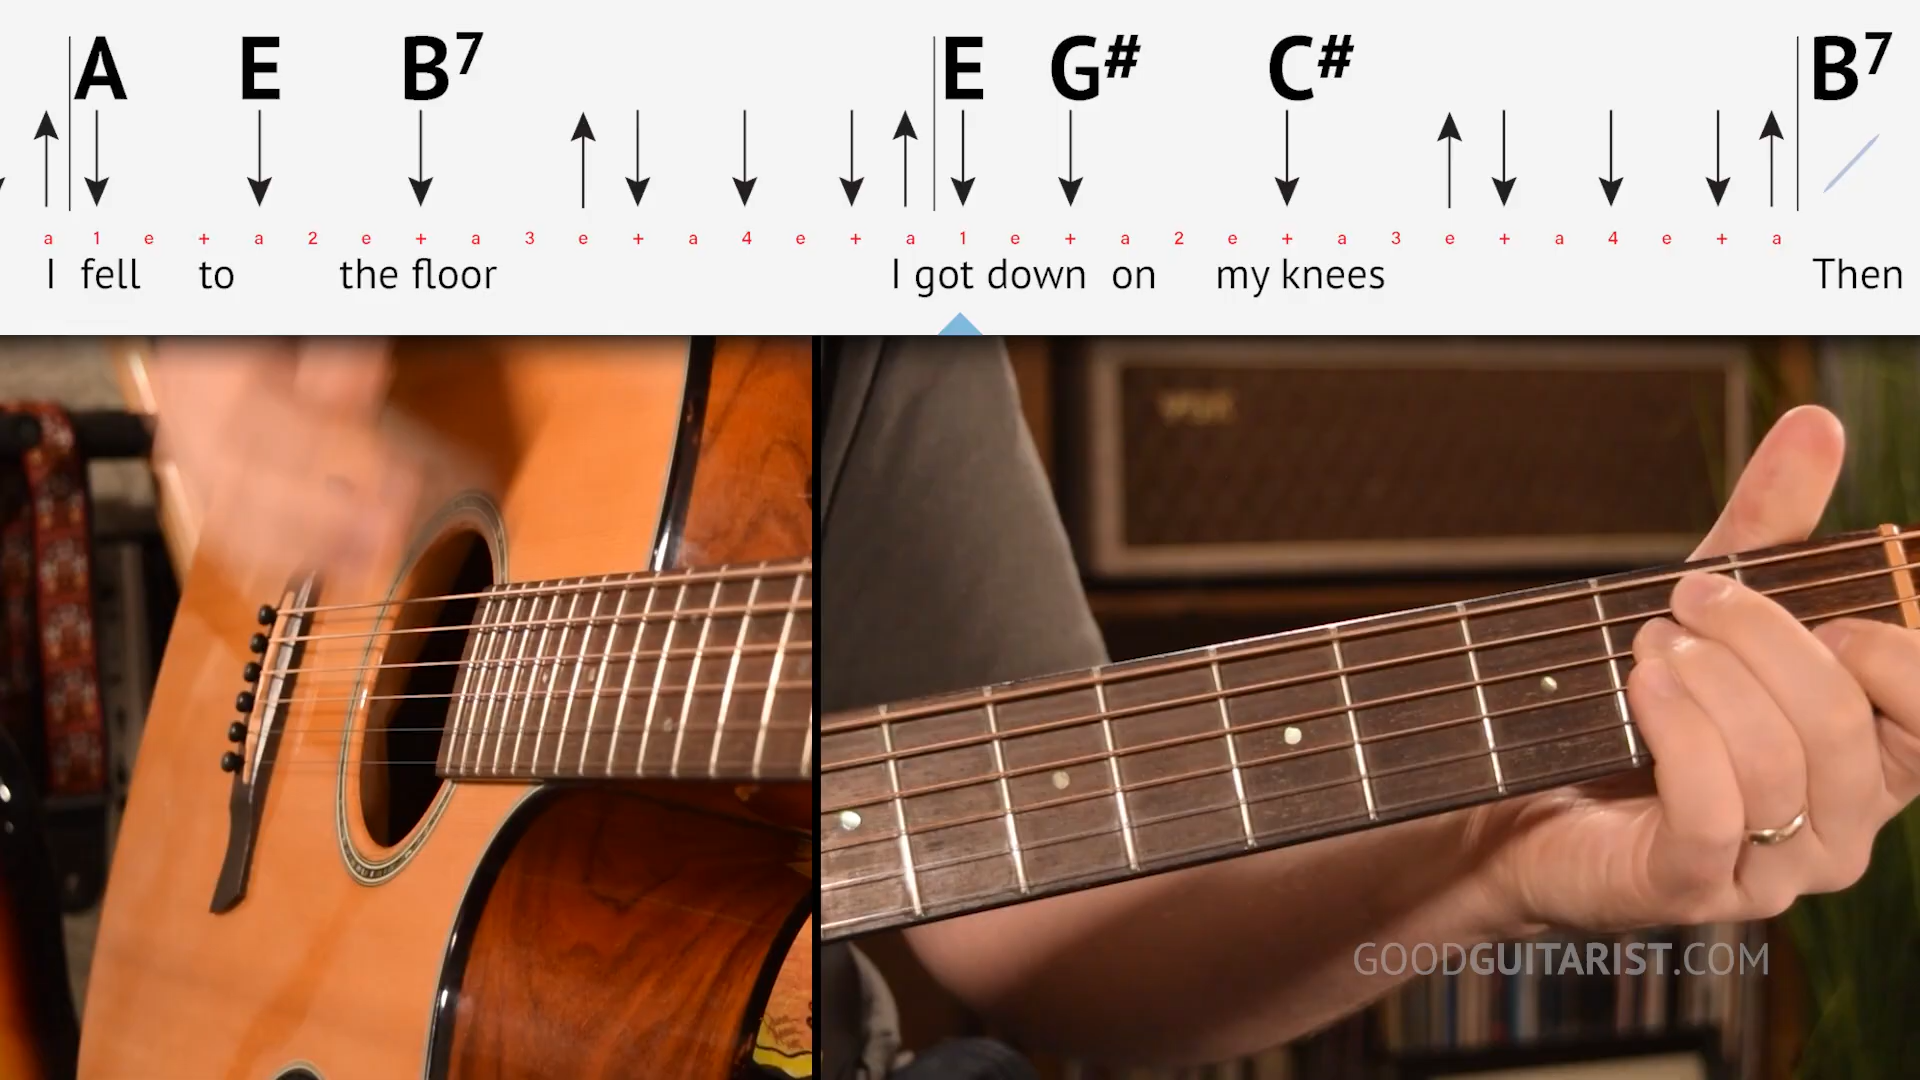 A E B7 E G# C# B7
a 1 e + a 2 e + a 3 e + a 4 e + a 1 e + a 2 e + a 3 e + a 4 e + a
I fell to the floor I got down on my knees Then
VOX
GOODGUITARIST.COM